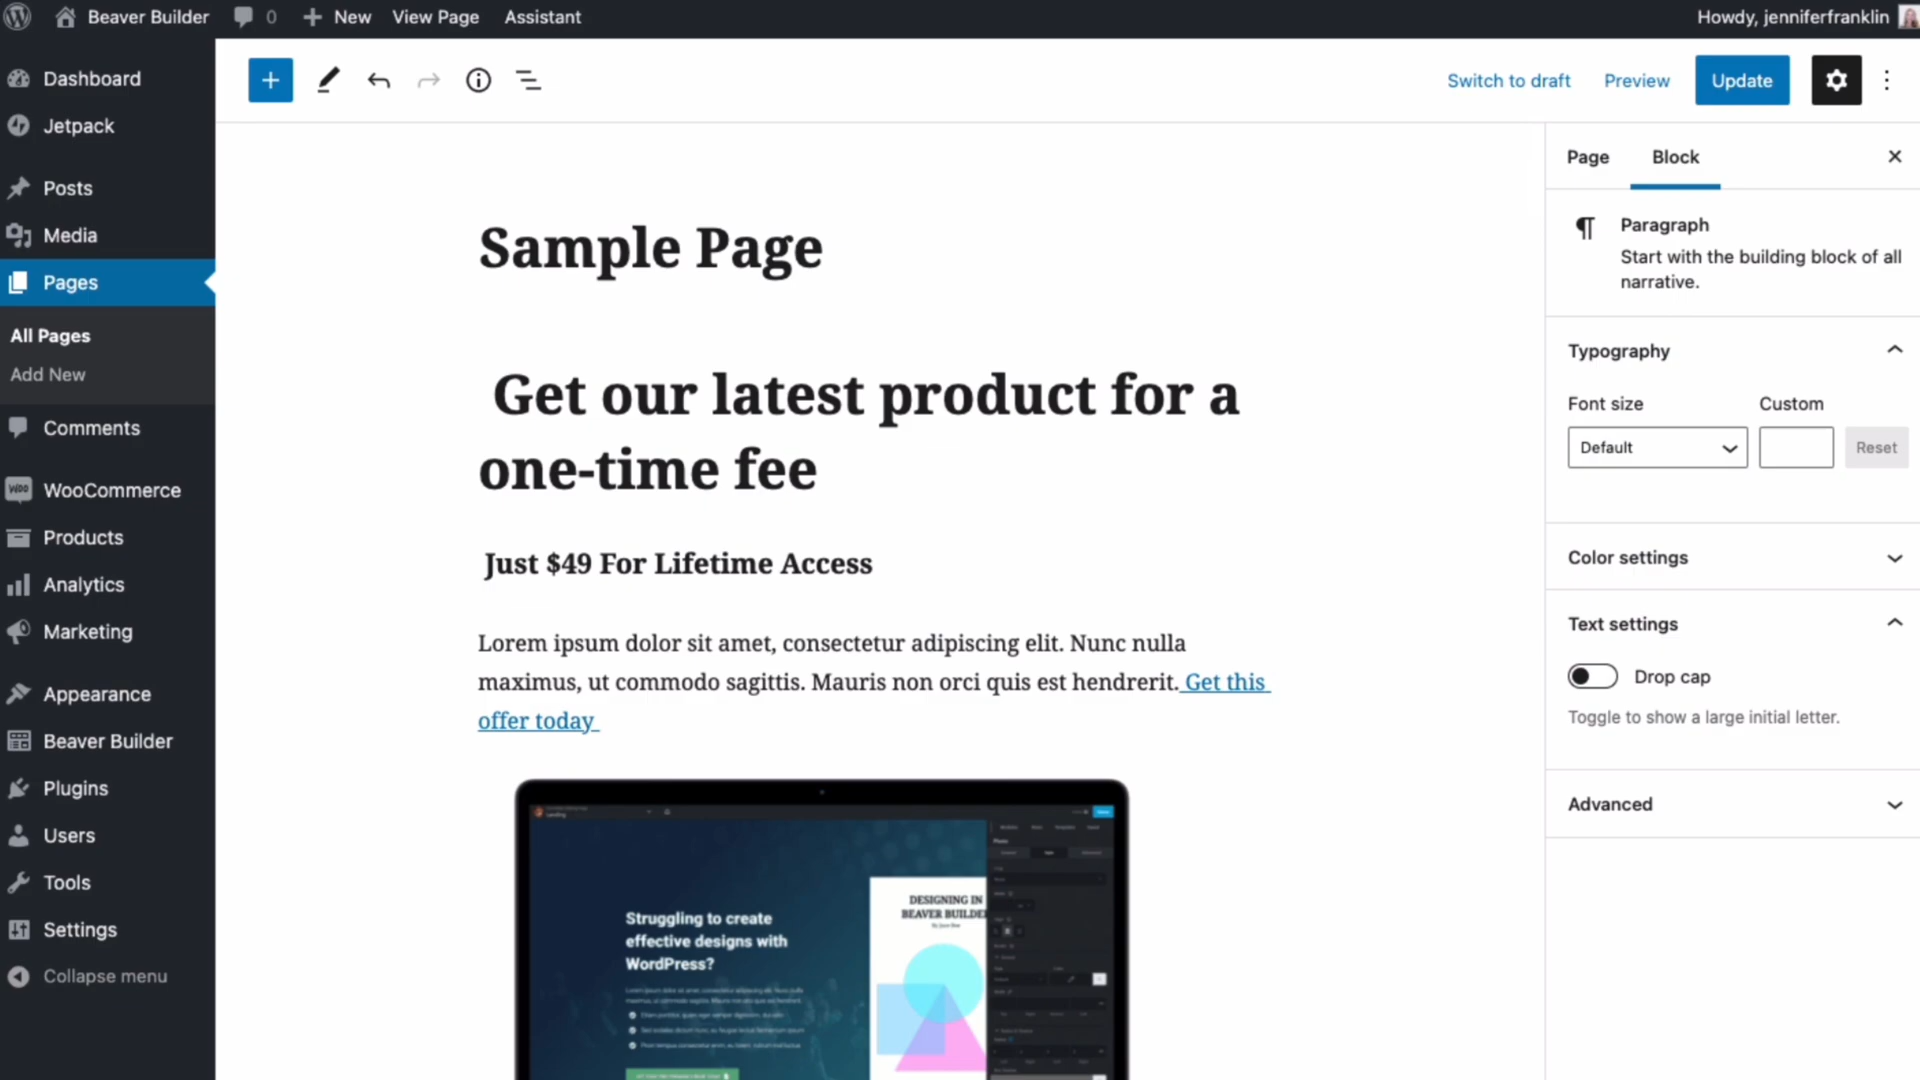 Beaver Builder 0 New View Page Assistant Howdy, jenniferfranklin
Dashboard
Jetpack
Posts
Media
Pages
All Pages
Add New
Comments
WOO WooCommerce
Products
Analytics
Marketing
Appearance
Beaver Builder
Plugins
Users
Tools
Settings
Collapse menu
Switch to draft Preview Update
Sample Page
Get our latest product for a
one-time fee
Just $49 For Lifetime Access
Lorem ipsum dolor sit amet, consectetur adipiscing elit. Nunc nulla
maximus, ut commodo sagittis. Mauris non orci quis est hendrerit. Get this
offer today
Struggling to create
effective designs with
WordPress?
DESIGNING IN
BEAVER BUILDER
Page Block
Paragraph
Start with the building block of all
narrative.
Typography
Font size Custom
Default Reset
Color settings
Text settings
Drop cap
Toggle to show a large initial letter.
Advanced